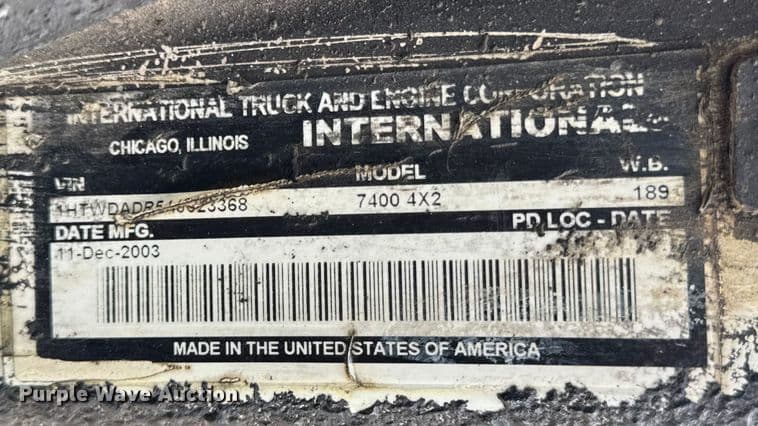 INTERNATIONAL TRUCK AND ENGINE CORPORATION
CHICAGO, ILLINOIS
INTERNATIONAL
VIN MODEL W.B.
7400 4X2 189
DATE MFG. PD LOC - DATE
11-Dec-2003
MADE IN THE UNITED STATES OF AMERICA
Purple Wave Auction